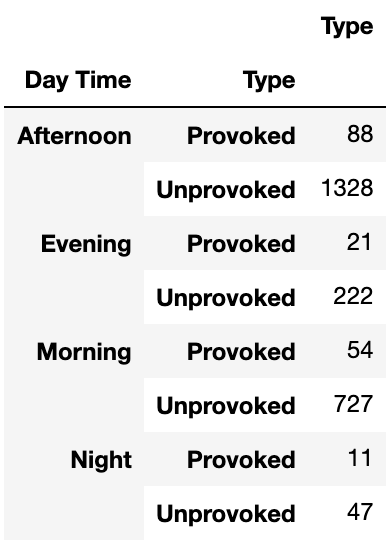 Type
Day Time Type
Afternoon Provoked 88
Unprovoked 1328
Evening Provoked 21
Unprovoked 222
Morning Provoked 54
Unprovoked 727
Night Provoked 11
Unprovoked 47